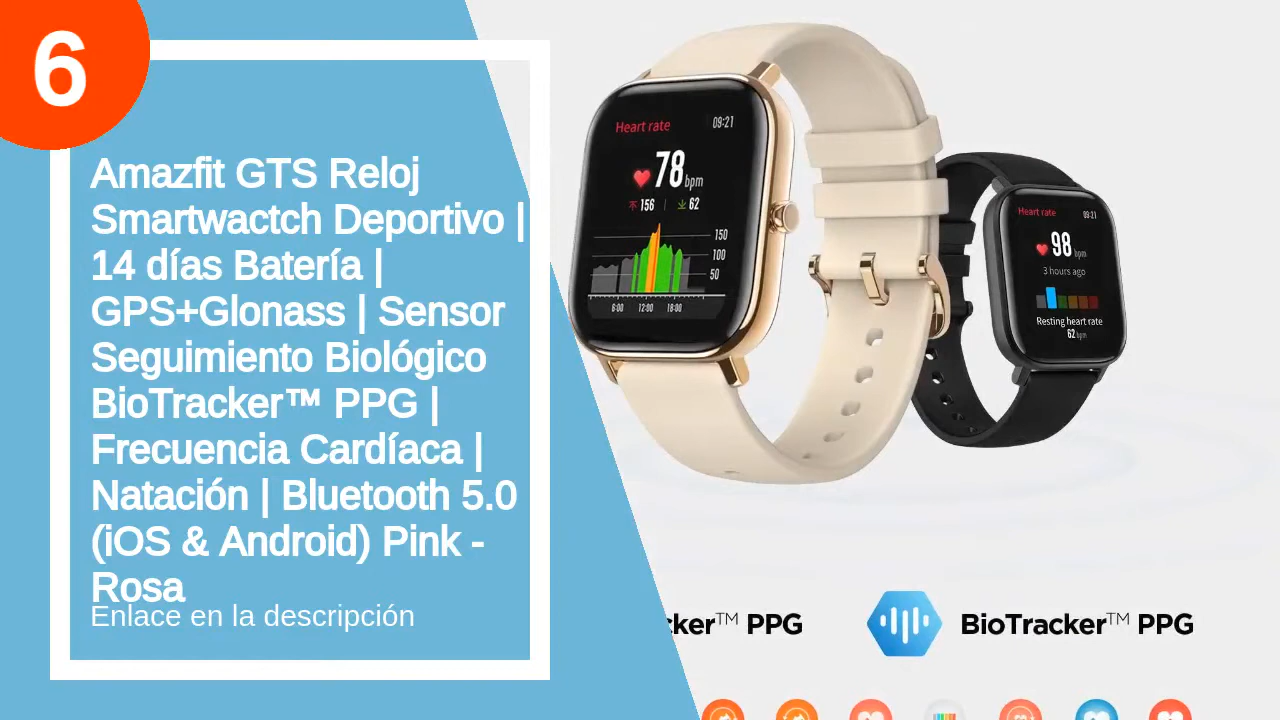 6
Amazfit GTS Reloj
Smartwactch Deportivo |
14 días Batería |
GPS+Glonass | Sensor
Seguimiento Biológico
BioTracker™ PPG |
Frecuencia Cardíaca |
Natación | Bluetooth 5.0
(iOS & Android) Pink -
Rosa
Enlace en la descripción
Heart rate 09:21
78 bpm
156 | 62
150
100
50
6:00 12:00 18:00
Heart rate 09:21
98 bpm
3 hours ago
Resting heart rate
62 bpm
cker™ PPG
BioTracker™ PPG